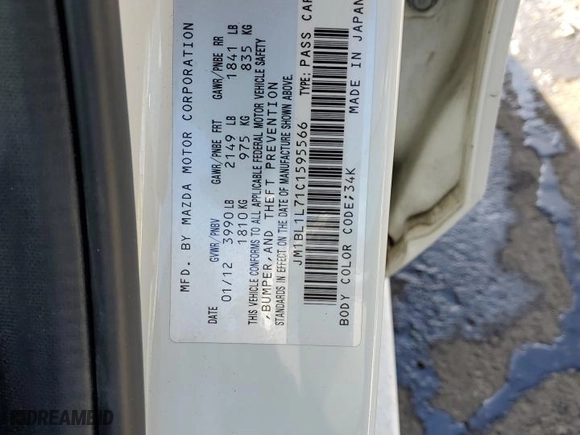 MFD. BY MAZDA MOTOR CORPORATION
DATE GVWR/PNBV GAWR/PNBE FRT GAWR/PNBE RR
01/12 3990 LB 2149 LB 1841 LB
1810 KG 975 KG 835 KG
THIS VEHICLE CONFORMS TO ALL APPLICABLE FEDERAL MOTOR VEHICLE SAFETY
,BUMPER,AND THEFT PREVENTION
STANDARDS IN EFFECT ON THE DATE OF MANUFACTURE SHOWN ABOVE.
JM1BL1L71C1595566 TYPE: PASS CAR
BODY COLOR CODE;34K MADE IN JAPAN
DREAMBID